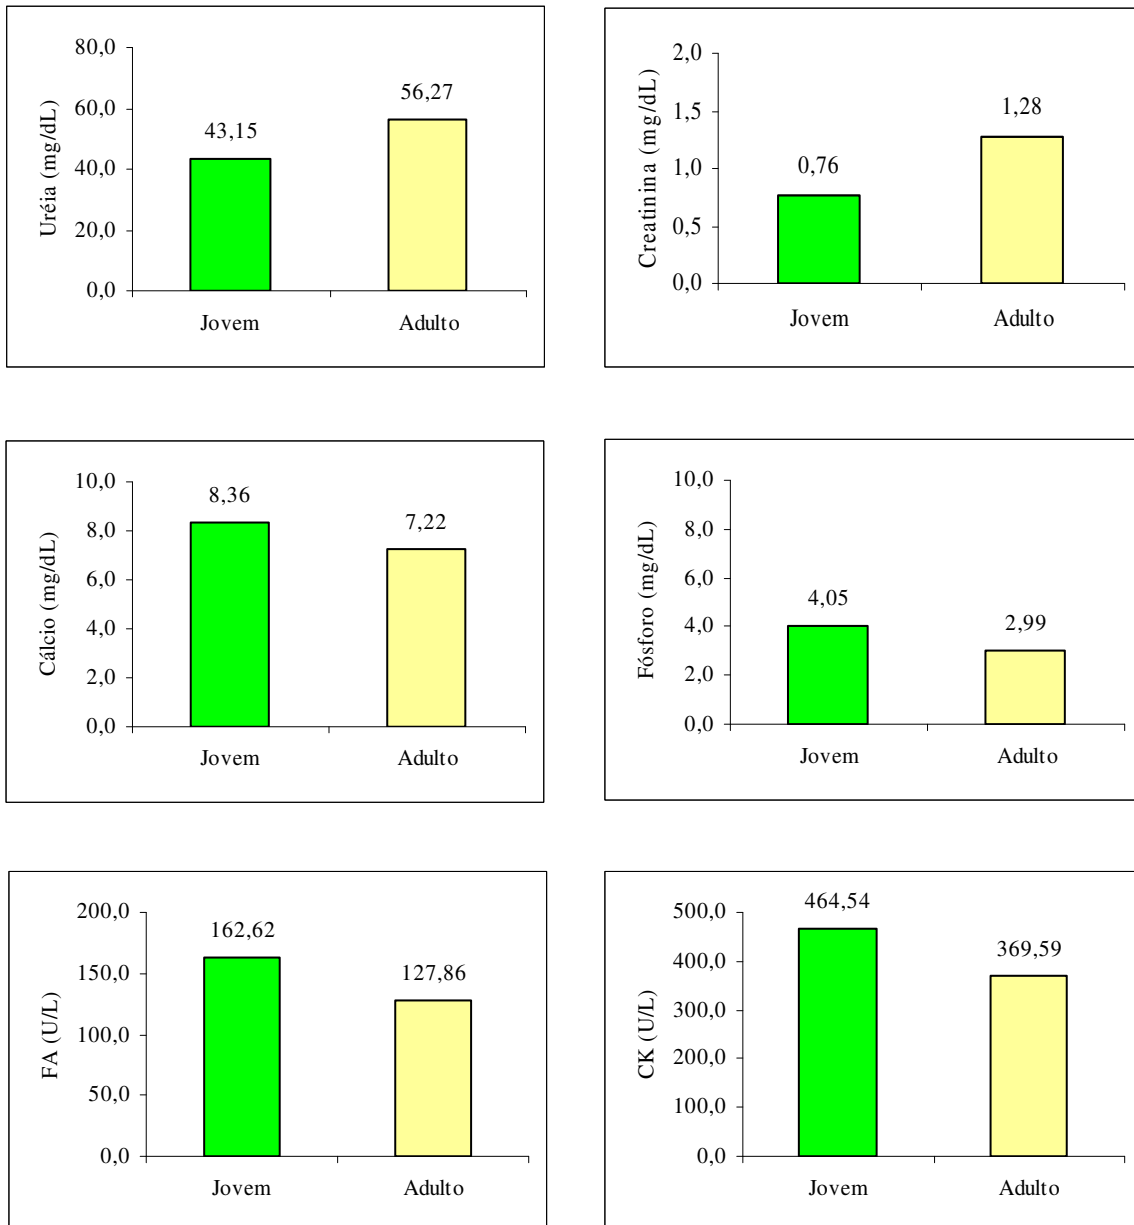 Uréia (mg/dL)
80,0
60,0
40,0
20,0
0,0
43,15
56,27
Jovem
Adulto
Creatinina (mg/dL)
2,0
1,5
1,0
0,5
0,0
0,76
1,28
Jovem
Adulto
Cálcio (mg/dL)
10,0
8,0
6,0
4,0
2,0
0,0
8,36
7,22
Jovem
Adulto
Fósforo (mg/dL)
10,0
8,0
6,0
4,0
2,0
0,0
4,05
2,99
Jovem
Adulto
FA (U/L)
200,0
150,0
100,0
50,0
0,0
162,62
127,86
Jovem
Adulto
CK (U/L)
500,0
400,0
300,0
200,0
100,0
0,0
464,54
369,59
Jovem
Adulto